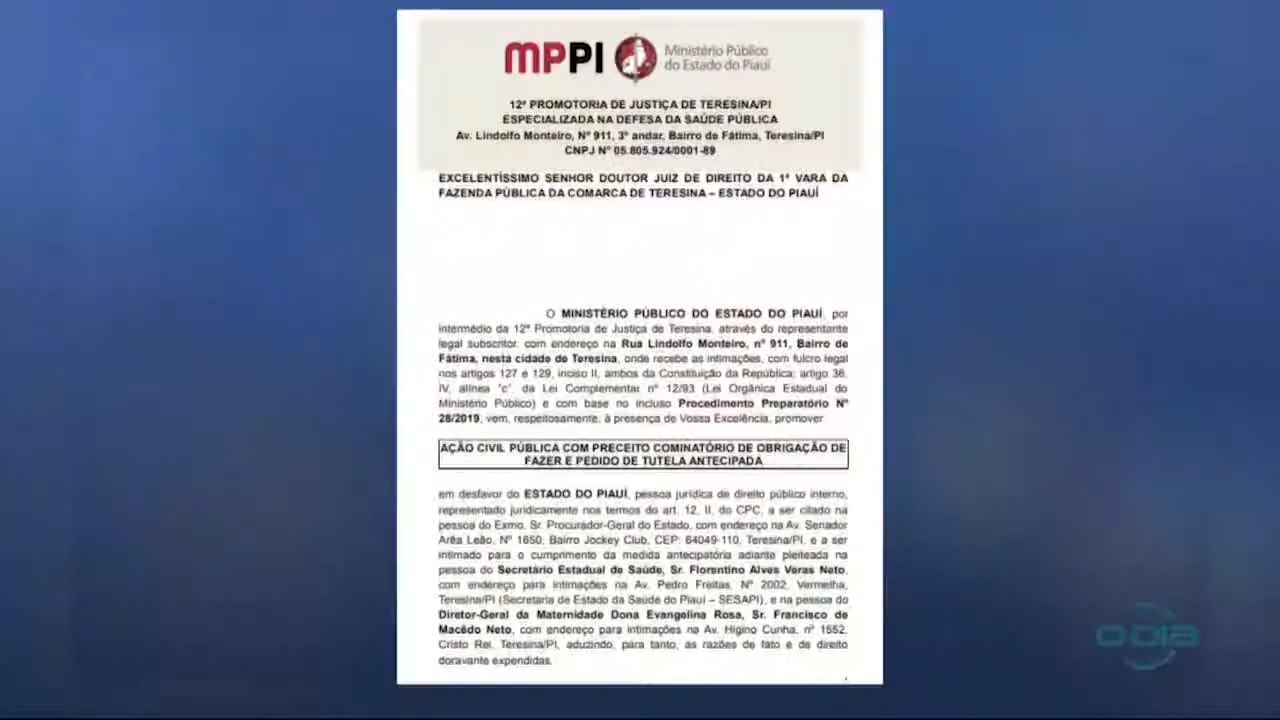 MPPI Ministério Público
do Estado do Piauí
12ª PROMOTORIA DE JUSTIÇA DE TERESINA/PI
ESPECIALIZADA NA DEFESA DA SAÚDE PÚBLICA
Av. Lindolfo Monteiro, Nº 911, 3º andar, Bairro de Fátima, Teresina/PI
CNPJ Nº 05.805.924/0001-89
EXCELENTÍSSIMO SENHOR DOUTOR JUIZ DE DIREITO DA 1ª VARA DA
FAZENDA PÚBLICA DA COMARCA DE TERESINA – ESTADO DO PIAUÍ
O MINISTÉRIO PÚBLICO DO ESTADO DO PIAUÍ, por
intermédio da 12ª Promotoria de Justiça de Teresina, através do representante
legal subscritor, com endereço na Rua Lindolfo Monteiro, nº 911, Bairro de
Fátima, nesta cidade de Teresina, onde recebe as intimações, com fulcro legal
nos artigos 127 e 129, inciso II, ambos da Constituição da República; artigo 36,
IV, alínea "c" da Lei Complementar nº 12/93 (Lei Orgânica Estadual do
Ministério Público) e com base no incluso Procedimento Preparatório Nº
28/2019, vem, respeitosamente, à presença de Vossa Excelência, promover
AÇÃO CIVIL PÚBLICA COM PRECEITO COMINATÓRIO DE OBRIGAÇÃO DE
FAZER E PEDIDO DE TUTELA ANTECIPADA
em desfavor do ESTADO DO PIAUÍ, pessoa jurídica de direito público interno,
representado juridicamente nos termos do art. 12, II, do CPC, a ser citado na
pessoa do Exmo. Sr. Procurador-Geral do Estado, com endereço na Av. Senador
Arêa Leão, Nº 1650, Bairro Jockey Club, CEP: 64049-110, Teresina/PI, e a ser
intimado para o cumprimento da medida antecipatória adiante pleiteada na
pessoa do Secretário Estadual de Saúde, Sr. Florentino Alves Veras Neto,
com endereço para intimações na Av. Pedro Freitas, Nº 2002, Vermelha,
Teresina/PI (Secretaria de Estado da Saúde do Piauí – SESAPI), e na pessoa do
Diretor-Geral da Maternidade Dona Evangelina Rosa, Sr. Francisco de
Macêdo Neto, com endereço para intimações na Av. Higino Cunha, nº 1552,
Cristo Rei, Teresina/PI, aduzindo, para tanto, as razões de fato e de direito
doravante expendidas.
O DIA